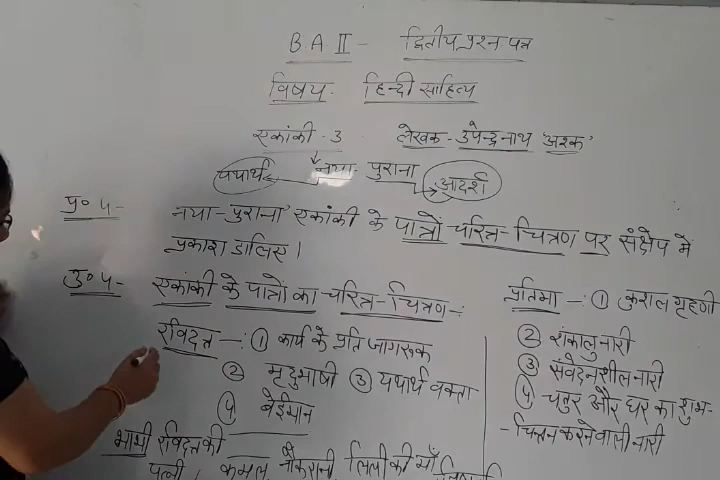 B.A II - द्वितीय प्रश्न पत्र
विषय - हिन्दी साहित्य
एकांकी - 3 लेखक - उपेन्द्रनाथ 'अश्क'
यथार्थ नया पुराना आदर्श
प्र० ५- नया-पुराना' एकांकी के पात्रों चरित्र-चित्रण पर संक्षेप में
प्रकाश डालिए।
उ० ५- एकांकी के पात्रों का चरित्र-चित्रण-:
रविदत्त -: ① कार्य के प्रति जागरूक
② मृदुभाषी ③ यथार्थ वक्ता
④ बेईमान
भाभी रविदत्त की
पत्नी। कमल, नौकरानी लिली की माँ
प्रतिमा -: ① कुशल गृहणी
② शंकालु नारी
③ संवेदनशील नारी
④ चतुर और घर का शुभ-
- चिन्तन करने वाली नारी